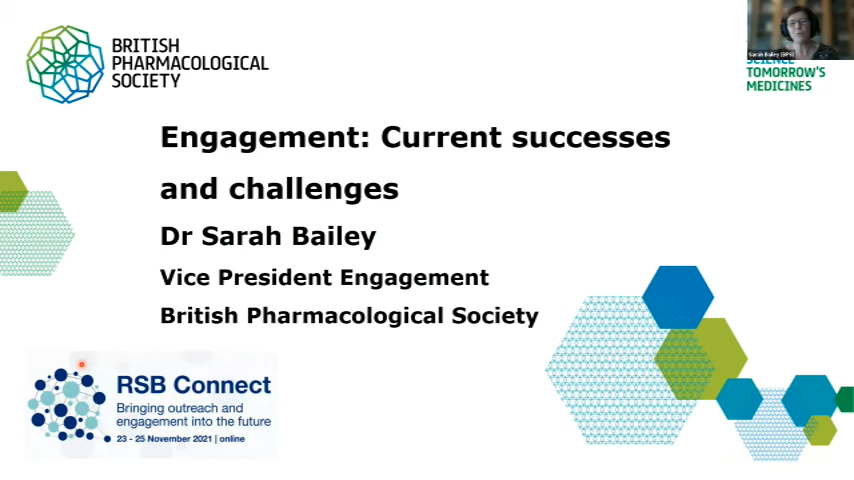 BRITISH
PHARMACOLOGICAL
SOCIETY
Sarah Bailey [BPS]
SCIENCE
TOMORROW'S
MEDICINES
Engagement: Current successes
and challenges
Dr Sarah Bailey
Vice President Engagement
British Pharmacological Society
RSB Connect
Bringing outreach and
engagement into the future
23 - 25 November 2021 | online